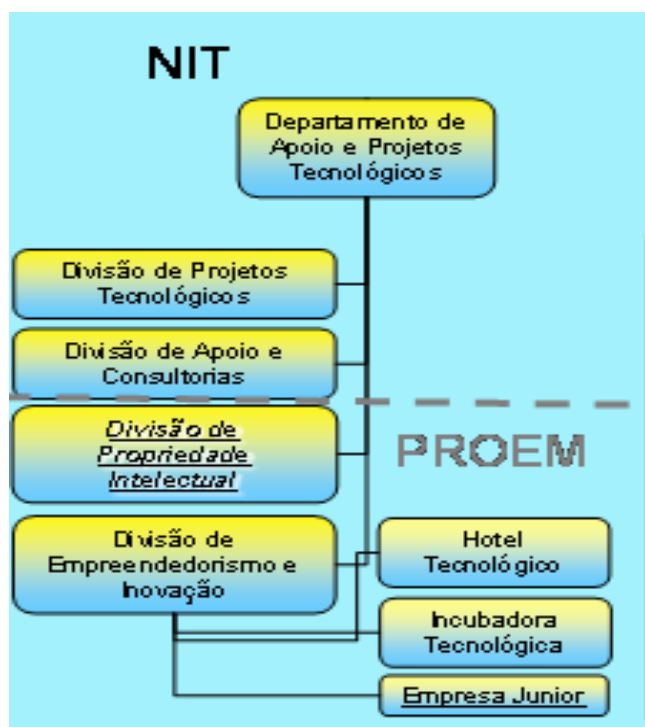 NIT
Departamento de
Apoio e Projetos
Tecnológicos
Divisão de Projetos
Tecnológicos
Divisão de Apoio e
Consultorias
Divisão de
Propriedade
Intelectual
PROEM
Divisão de
Empreendedorismo e
Inovação
Hotel
Tecnológico
Incubadora
Tecnológica
Empresa Junior